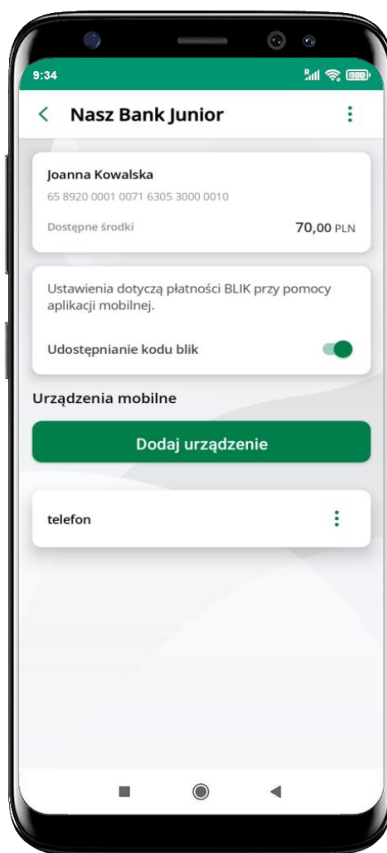 9:34
R
100
Nasz Bank Junior
Joanna Kowalska
65 8920 0001 0071 6305 3000 0010
Dostępne środki 70,00 PLN
Ustawienia dotyczą płatności BLIK przy pomocy
aplikacji mobilnej.
Udostępnianie kodu blik
Urządzenia mobilne
Dodaj urządzenie
telefon